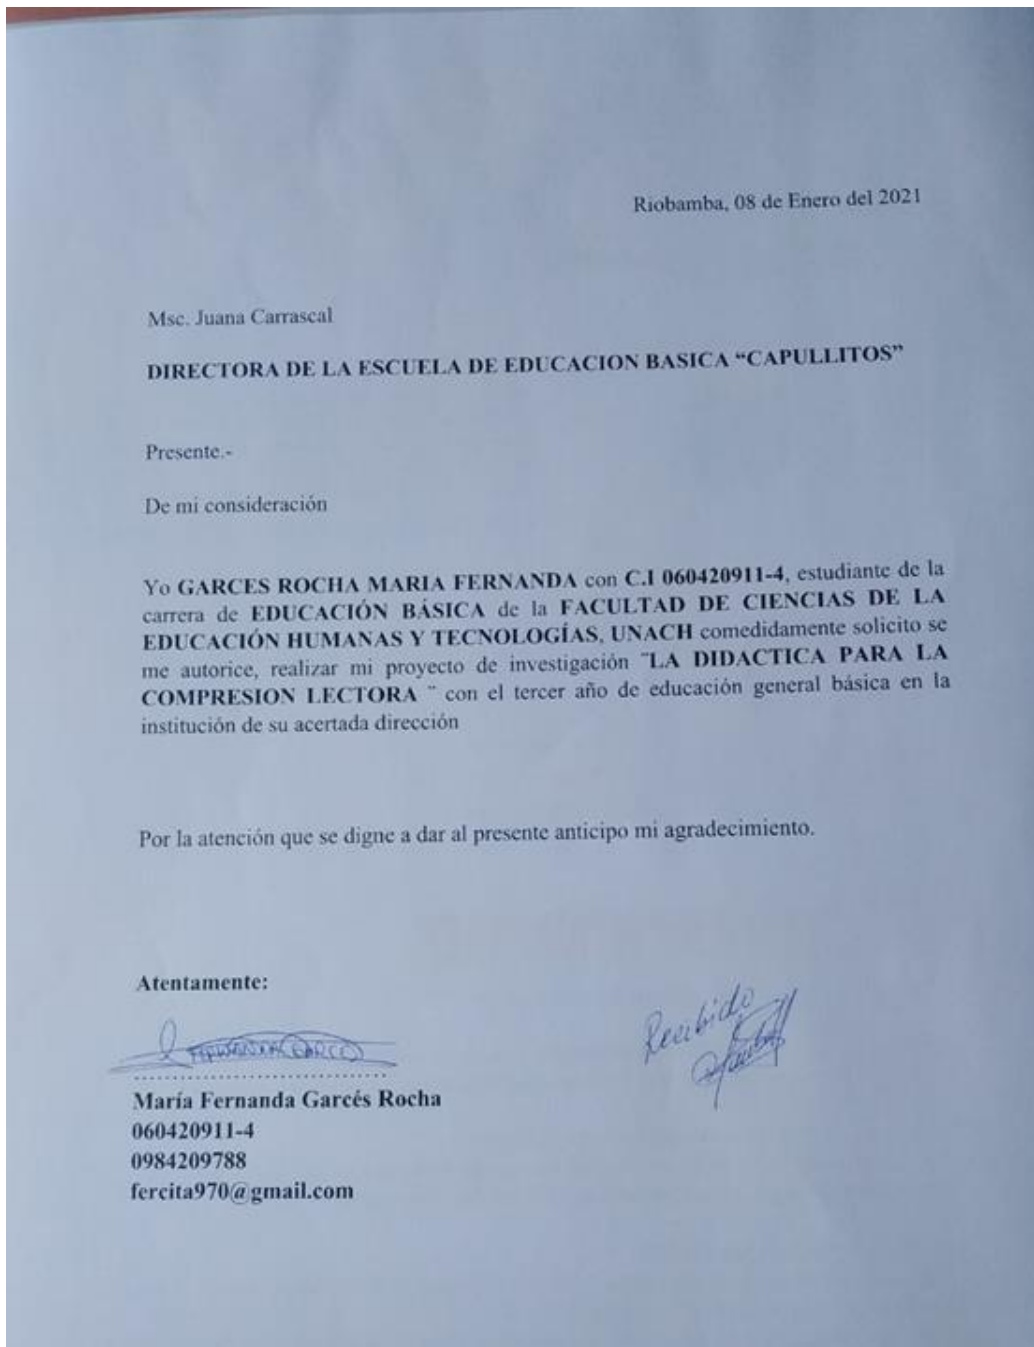 Riobamba, 08 de Enero del 2021
Msc. Juana Carrascal
DIRECTORA DE LA ESCUELA DE EDUCACION BASICA “CAPULLITOS”
Presente.-
De mi consideración
Yo GARCES ROCHA MARIA FERNANDA con C.I 060420911-4, estudiante de la
carrera de EDUCACIÓN BÁSICA de la FACULTAD DE CIENCIAS DE LA
EDUCACIÓN HUMANAS Y TECNOLOGÍAS, UNACH comedidamente solicito se
me autorice, realizar mi proyecto de investigación ¨LA DIDACTICA PARA LA
COMPRESION LECTORA ¨ con el tercer año de educación general básica en la
institución de su acertada dirección
Por la atención que se digne a dar al presente anticipo mi agradecimiento.
Atentamente:
Recibido
FERNANDA GARCES
María Fernanda Garcés Rocha
060420911-4
0984209788
fercita970@gmail.com